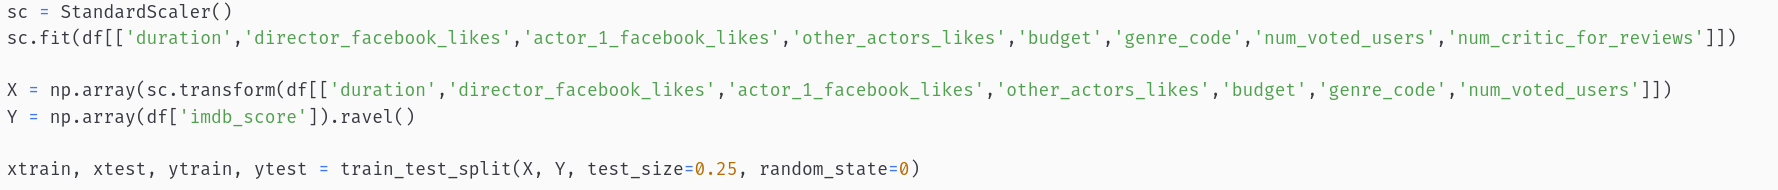 sc = StandardScaler()
sc.fit(df[['duration','director_facebook_likes','actor_1_facebook_likes','other_actors_likes','budget','genre_code','num_voted_users','num_critic_for_reviews']])
X = np.array(sc.transform(df[['duration','director_facebook_likes','actor_1_facebook_likes','other_actors_likes','budget','genre_code','num_voted_users']])
Y = np.array(df['imdb_score']).ravel()
xtrain, xtest, ytrain, ytest = train_test_split(X, Y, test_size=0.25, random_state=0)